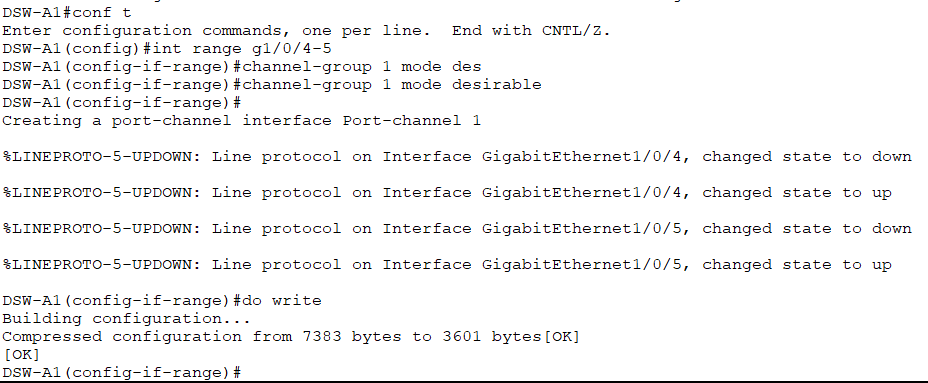 DSW-A1#conf t
Enter configuration commands, one per line.  End with CNTL/Z.
DSW-A1(config)#int range g1/0/4-5
DSW-A1(config-if-range)#channel-group 1 mode des
DSW-A1(config-if-range)#channel-group 1 mode desirable
DSW-A1(config-if-range)#
Creating a port-channel interface Port-channel 1
%LINEPROTO-5-UPDOWN: Line protocol on Interface GigabitEthernet1/0/4, changed state to down
%LINEPROTO-5-UPDOWN: Line protocol on Interface GigabitEthernet1/0/4, changed state to up
%LINEPROTO-5-UPDOWN: Line protocol on Interface GigabitEthernet1/0/5, changed state to down
%LINEPROTO-5-UPDOWN: Line protocol on Interface GigabitEthernet1/0/5, changed state to up
DSW-A1(config-if-range)#do write
Building configuration...
Compressed configuration from 7383 bytes to 3601 bytes[OK]
[OK]
DSW-A1(config-if-range)#